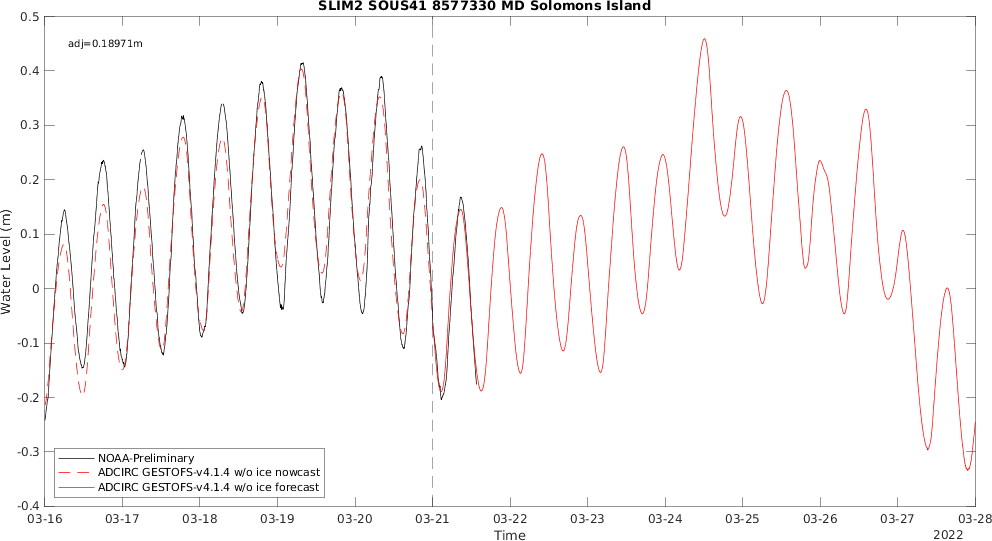 SLIM2 SOUS41 8577330 MD Solomons Island
adj=0.18971m
0.5
0.4
0.3
0.2
0.1
0
-0.1
-0.2
-0.3
-0.4
Water Level (m)
NOAA-Preliminary
ADCIRC GESTOFS-v4.1.4 w/o ice nowcast
ADCIRC GESTOFS-v4.1.4 w/o ice forecast
03-16 03-17 03-18 03-19 03-20 03-21 03-22 03-23 03-24 03-25 03-26 03-27 03-28
Time
2022